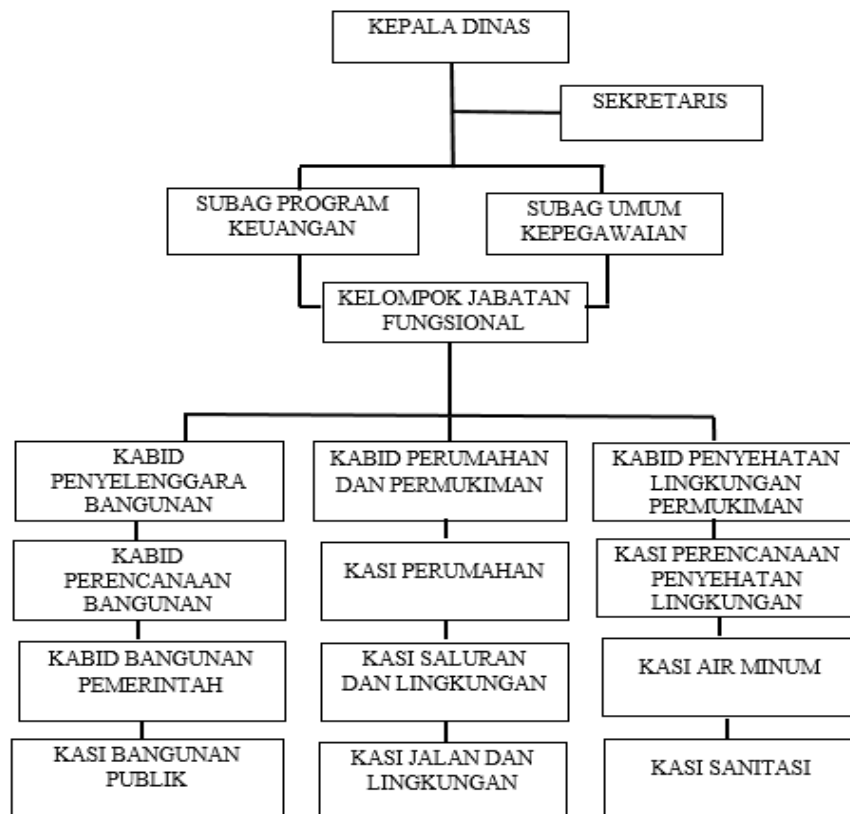 KEPALA DINAS
SEKRETARIS
SUBAG PROGRAM
KEUANGAN
SUBAG UMUM
KEPEGAWAIAN
KELOMPOK JABATAN
FUNGSIONAL
KABID
PENYELENGGARA
BANGUNAN
KABID PERUMAHAN
DAN PERMUKIMAN
KABID PENYEHATAN
LINGKUNGAN
PERMUKIMAN
KABID
PERENCANAAN
BANGUNAN
KASI PERUMAHAN
KASI PERENCANAAN
PENYEHATAN
LINGKUNGAN
KABID BANGUNAN
PEMERINTAH
KASI SALURAN
DAN LINGKUNGAN
KASI AIR MINUM
KASI BANGUNAN
PUBLIK
KASI JALAN DAN
LINGKUNGAN
KASI SANITASI